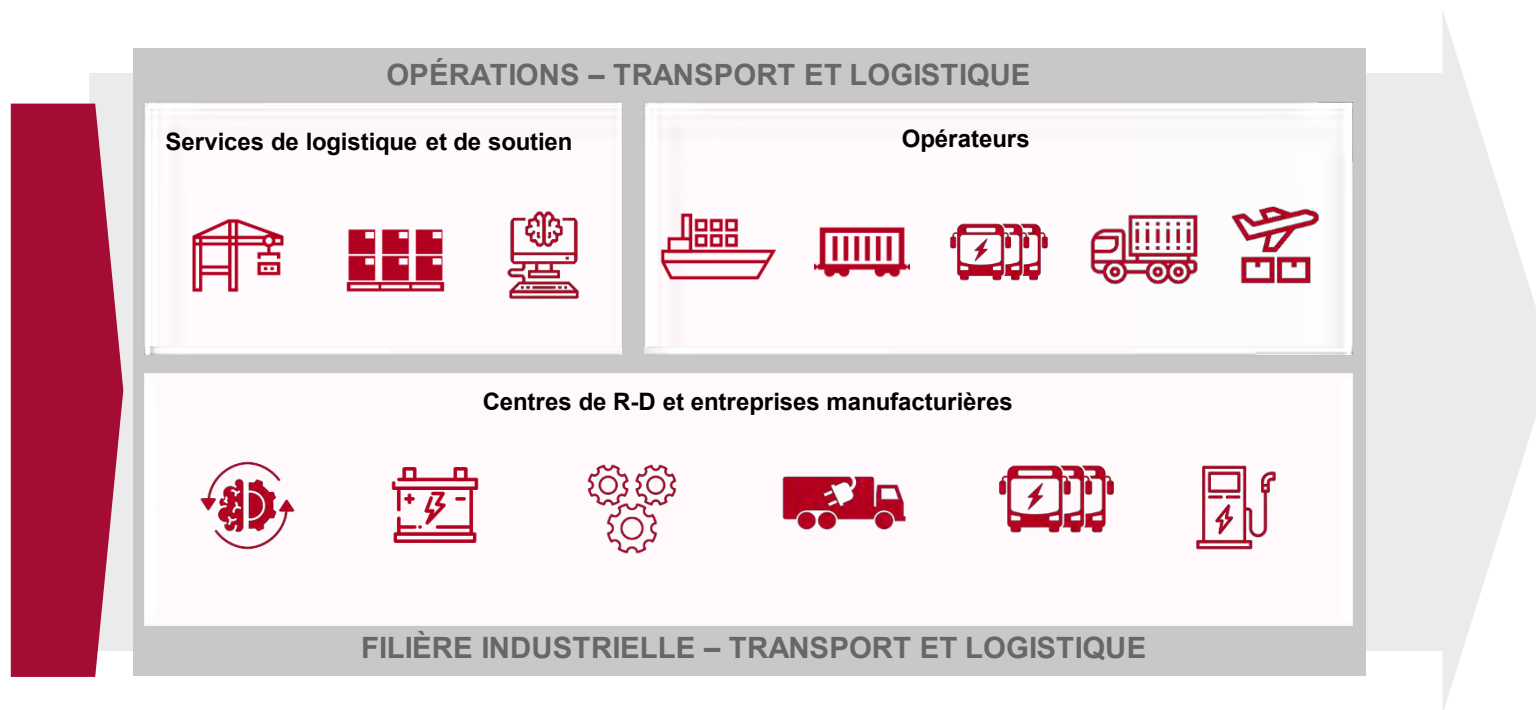 OPÉRATIONS – TRANSPORT ET LOGISTIQUE
Services de logistique et de soutien
Opérateurs
Centres de R-D et entreprises manufacturières
FILIÈRE INDUSTRIELLE – TRANSPORT ET LOGISTIQUE